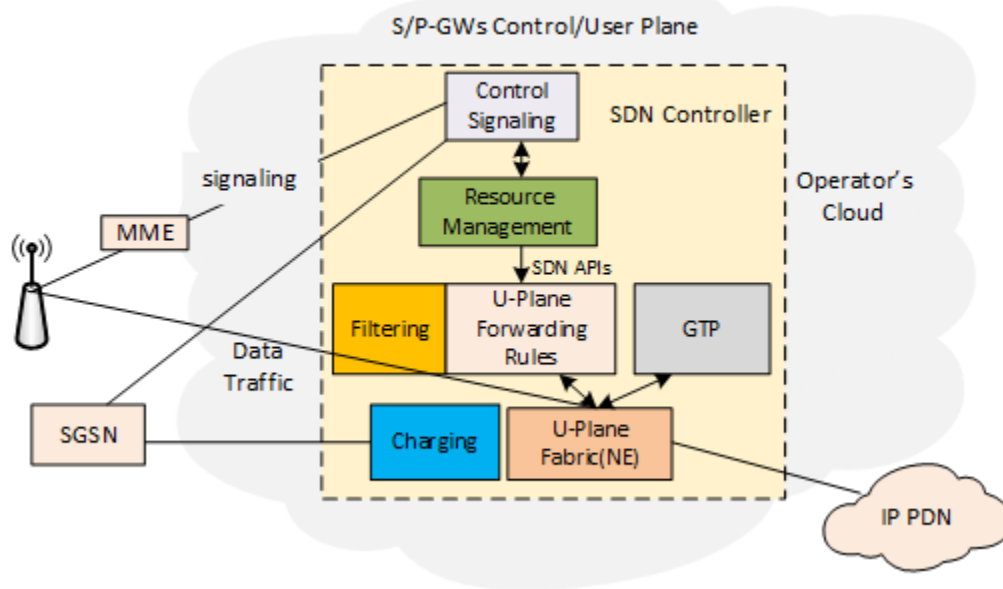 S/P-GWs Control/User Plane
Control
Signaling
SDN Controller
signaling
Operator's
Cloud
Resource
Management
MME
SDN APIs
Filtering
U-Plane
Forwarding
Rules
GTP
Data
Traffic
SGSN
Charging
U-Plane
Fabric(NE)
IP PDN